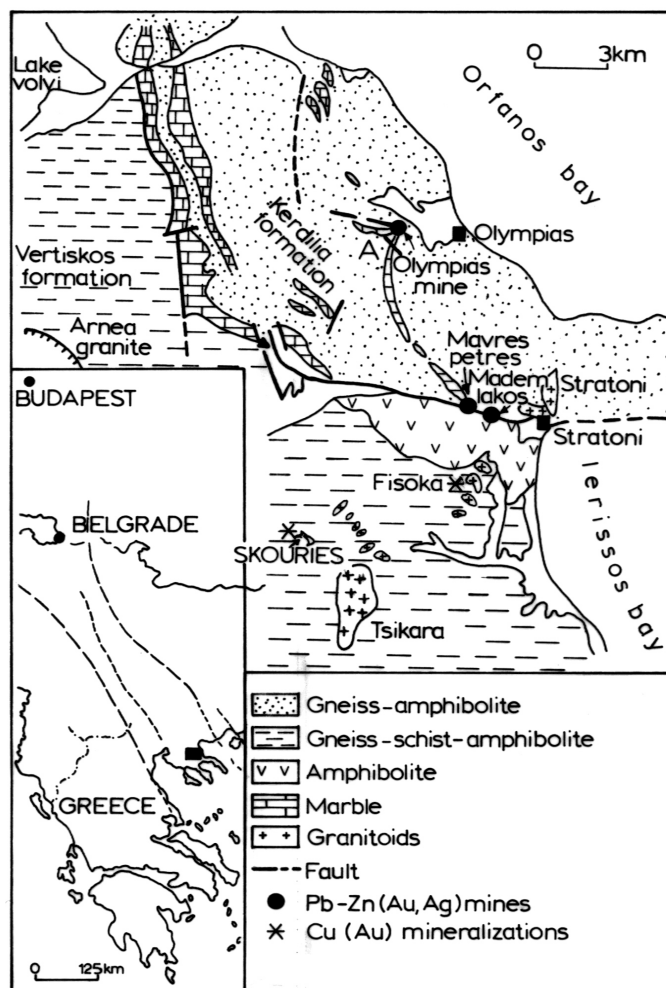 0 3km
Lake
volvi
Orfanos bay
Kerdilia
formation
A
Olympias
Olympias
mine
Vertiskos
formation
Arnea
granite
Mavres
petres
Madem
lakos
Stratoni
Stratoni
Fisoka
SKOURIES
Tsikara
Ierissos bay
BUDAPEST
BELGRADE
GREECE
0 125km
Gneiss-amphibolite
Gneiss-schist-amphibolite
Amphibolite
Marble
Granitoids
Fault
Pb-Zn(Au,Ag)mines
Cu (Au) mineralizations